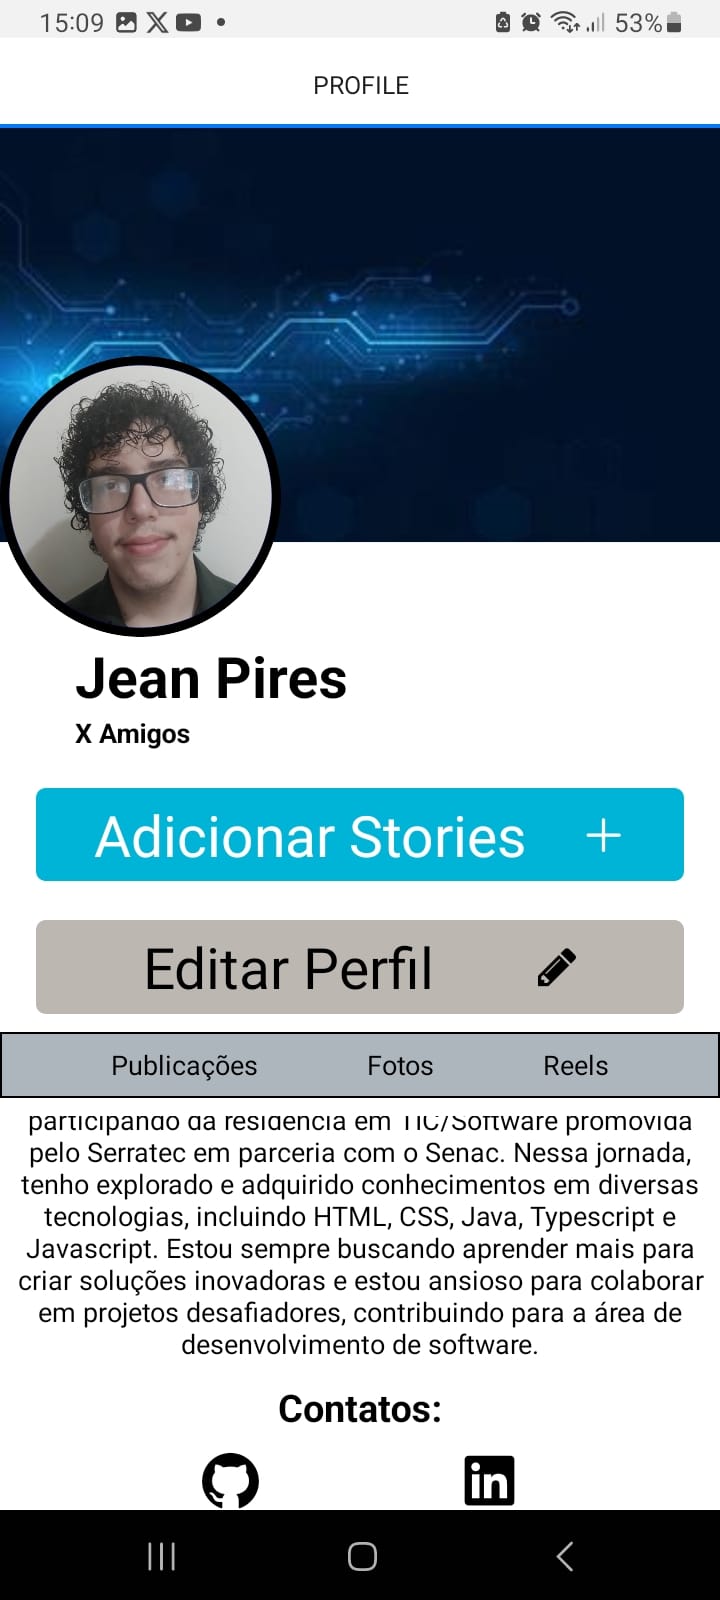 15:09 53%
PROFILE
Jean Pires
X Amigos
Adicionar Stories +
Editar Perfil
Publicações Fotos Reels
participando da residência em TIC/Software promovida
pelo Serratec em parceria com o Senac. Nessa jornada,
tenho explorado e adquirido conhecimentos em diversas
tecnologias, incluindo HTML, CSS, Java, Typescript e
Javascript. Estou sempre buscando aprender mais para
criar soluções inovadoras e estou ansioso para colaborar
em projetos desafiadores, contribuindo para a área de
desenvolvimento de software.
Contatos:
in